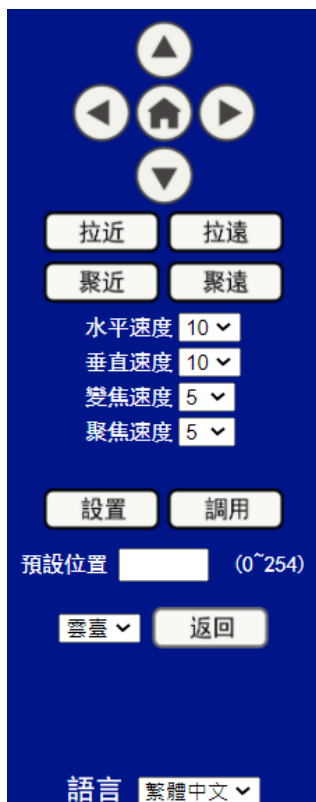 拉近 拉遠
聚近 聚遠
水平速度 10
垂直速度 10
變焦速度 5
聚焦速度 5
設置 調用
預設位置 (0~254)
雲臺 返回
語言 繁體中文